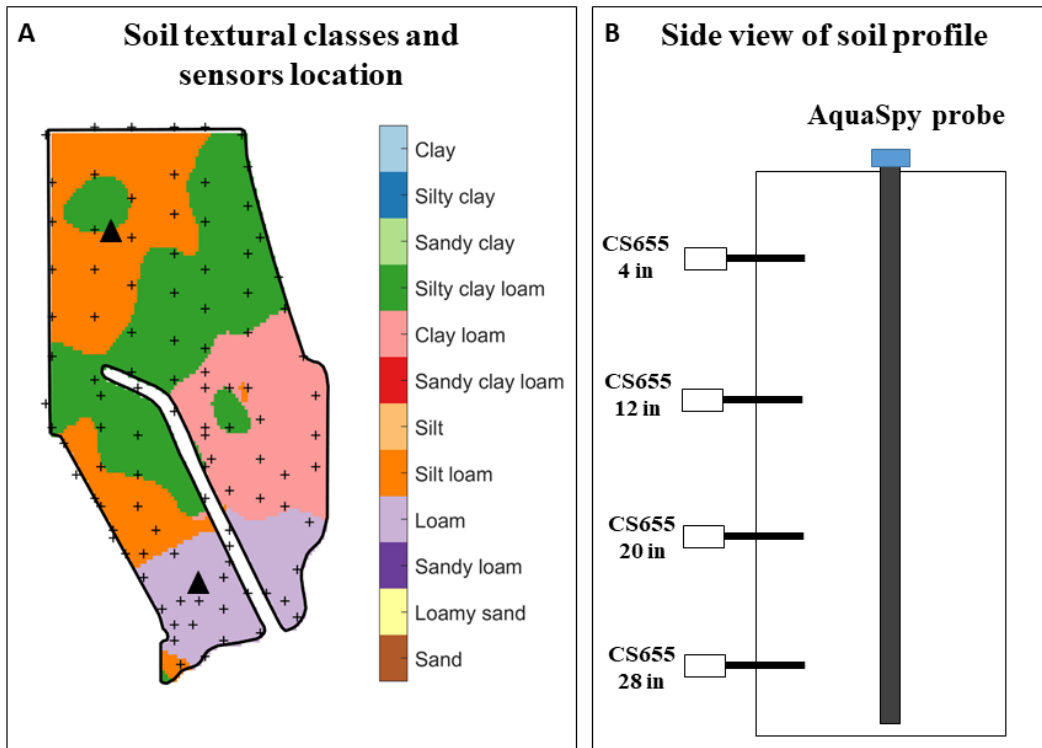 A
Soil textural classes and
sensors location
Clay
Silty clay
Sandy clay
Silty clay loam
Clay loam
Sandy clay loam
Silt
Silt loam
Loam
Sandy loam
Loamy sand
Sand
B
Side view of soil profile
AquaSpy probe
CS655
4 in
CS655
12 in
CS655
20 in
CS655
28 in